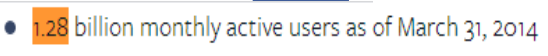 • 1.28 billion monthly active users as of March 31, 2014